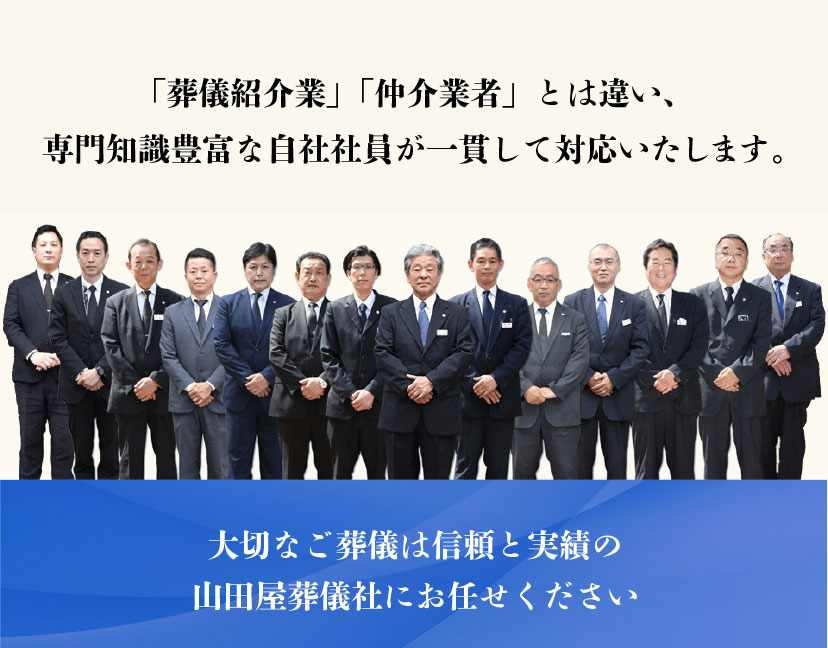 「葬儀紹介業」「仲介業者」とは違い、
専門知識豊富な自社社員が一貫して対応いたします。
大切なご葬儀は信頼と実績の
山田屋葬儀社にお任せください